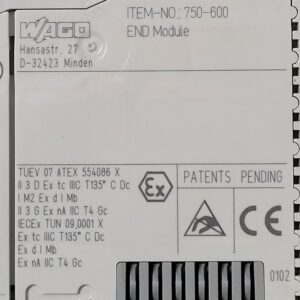 WAGO
Hansastr. 27
D-32423 Minden
ITEM-NO.: 750-600
END Module
TUEV 07 ATEX 554086 X
II 3 D Ex tc IIIC T135° C Dc
I M2 Ex d I Mb
II 3 G Ex nA IIC T4 Gc
IECEx TUN 09.0001 X
Ex tc IIIC T135° C Dc
Ex d I Mb
Ex nA IIC T4 Gc
Ex
PATENTS PENDING
CE
0102